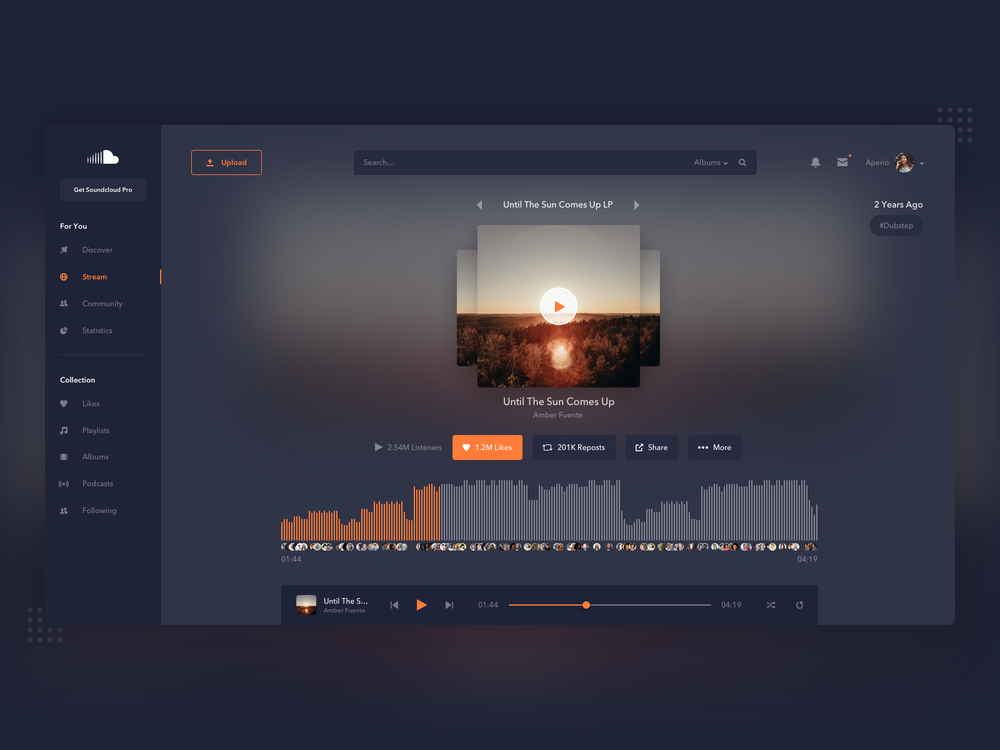 Get Soundcloud Pro
For You
Discover
Stream
Community
Statistics
Collection
Likes
Playlists
Albums
Podcasts
Following
Upload
Search...
Albums
Aperio
Until The Sun Comes Up LP
2 Years Ago
#Dubstep
Until The Sun Comes Up
Amber Fuente
2.54M Listeners
1.2M Likes
201K Reposts
Share
More
01:44
04:19
Until The S...
Amber Fuente
01:44
04:19